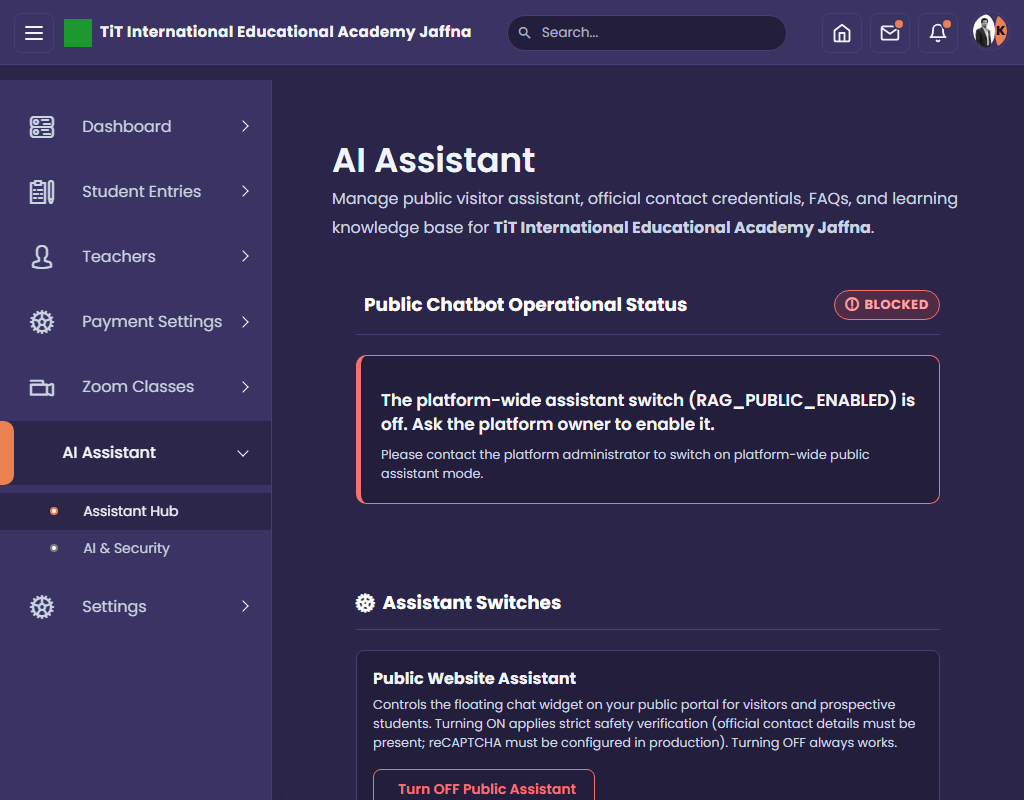 TiT International Educational Academy Jaffna
Search...
K
Dashboard
Student Entries
Teachers
Payment Settings
Zoom Classes
AI Assistant
Assistant Hub
AI & Security
Settings
AI Assistant
Manage public visitor assistant, official contact credentials, FAQs, and learning
knowledge base for TiT International Educational Academy Jaffna.
Public Chatbot Operational Status
BLOCKED
The platform-wide assistant switch (RAG_PUBLIC_ENABLED) is
off. Ask the platform owner to enable it.
Please contact the platform administrator to switch on platform-wide public
assistant mode.
Assistant Switches
Public Website Assistant
Controls the floating chat widget on your public portal for visitors and prospective
students. Turning ON applies strict safety verification (official contact details must be
present; reCAPTCHA must be configured in production). Turning OFF always works.
Turn OFF Public Assistant